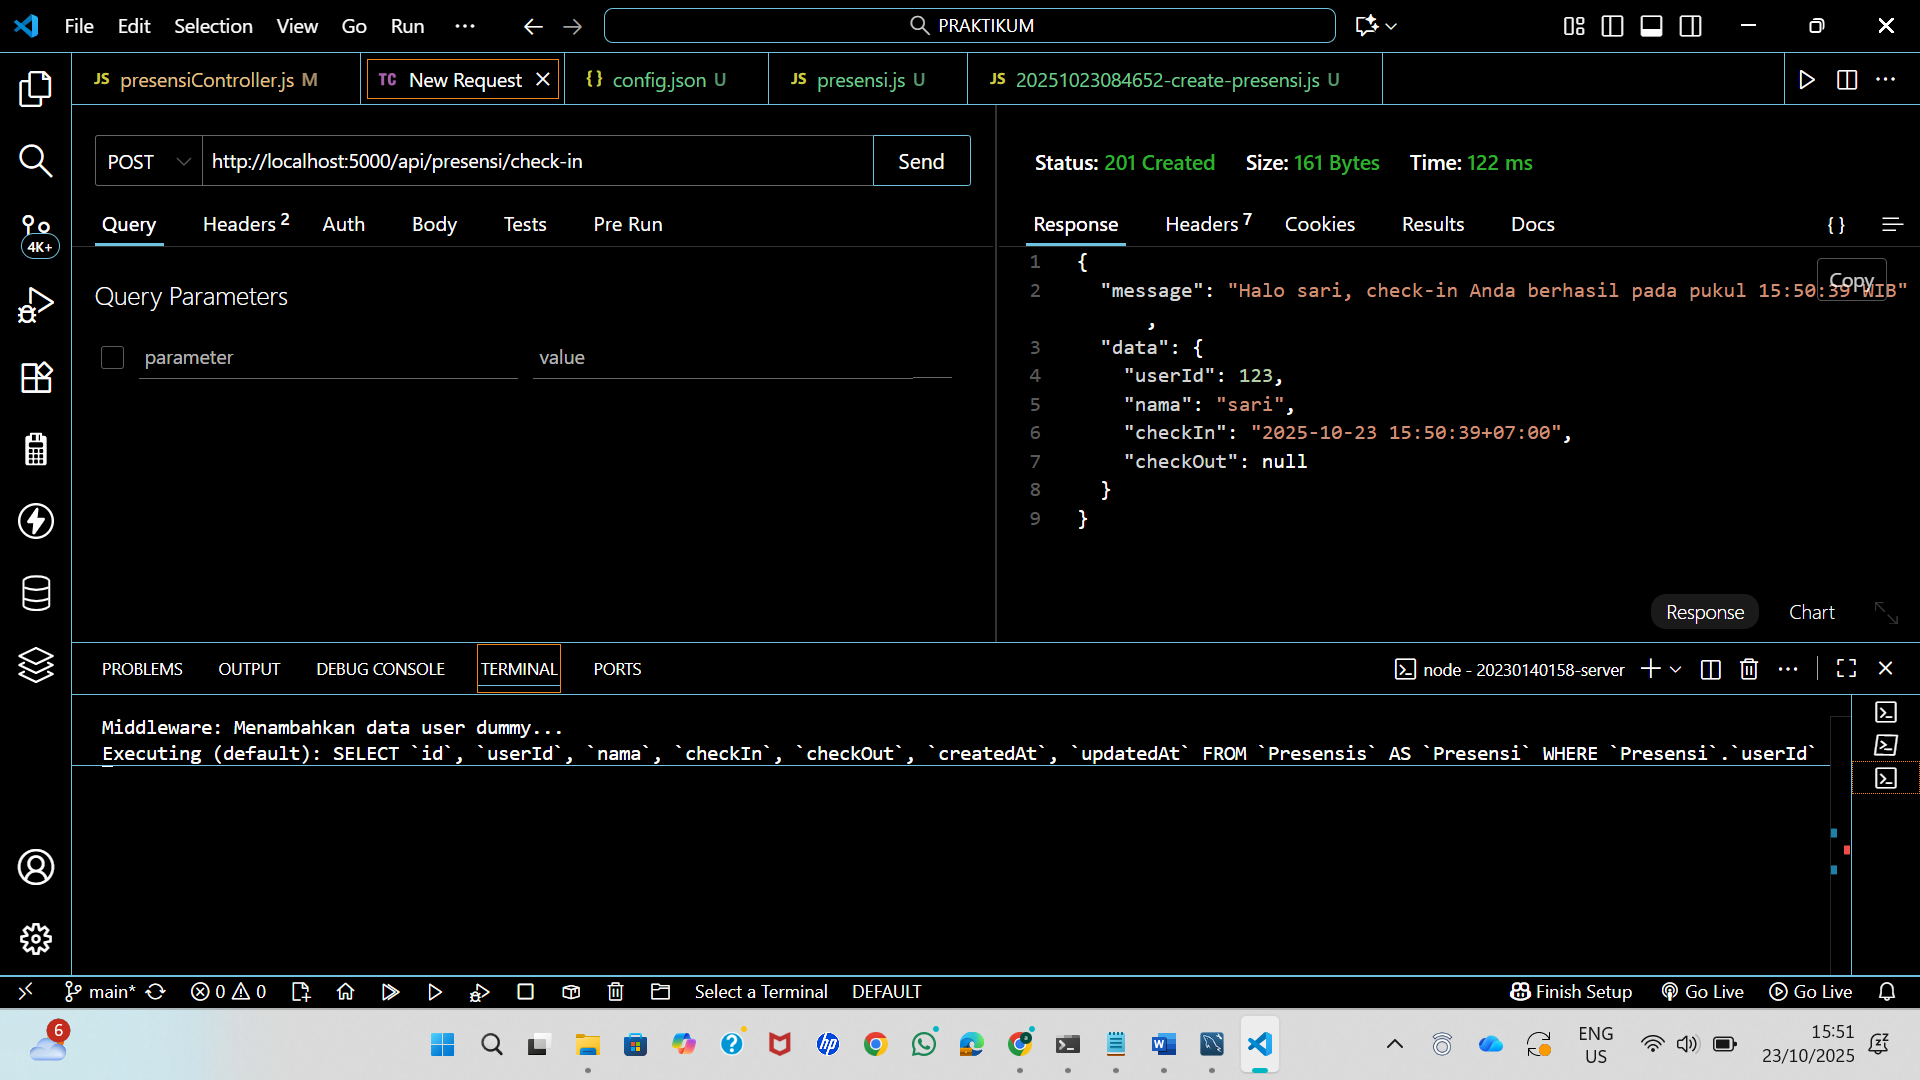 File Edit Selection View Go Run ... PRAKTIKUM
JS presensiController.js M
TC New Request
{} config.json U
JS presensi.js U
JS 20251023084652-create-presensi.js U
POST http://localhost:5000/api/presensi/check-in Send
Query Headers 2 Auth Body Tests Pre Run
Query Parameters
parameter value
Status: 201 Created Size: 161 Bytes Time: 122 ms
Response Headers 7 Cookies Results Docs {}
Copy
1 {
2 "message": "Halo sari, check-in Anda berhasil pada pukul 15:50:39 WIB"
,
3 "data": {
4 "userId": 123,
5 "nama": "sari",
6 "checkIn": "2025-10-23 15:50:39+07:00",
7 "checkOut": null
8 }
9 }
Response Chart
4K+
PROBLEMS OUTPUT DEBUG CONSOLE TERMINAL PORTS
node - 20230140158-server
Middleware: Menambahkan data user dummy...
Executing (default): SELECT `id`, `userId`, `nama`, `checkIn`, `checkOut`, `createdAt`, `updatedAt` FROM `Presensis` AS `Presensi` WHERE `Presensi`.`userId`
main* 0 0 Select a Terminal DEFAULT Finish Setup Go Live Go Live
6
hp
ENG
US
15:51
23/10/2025